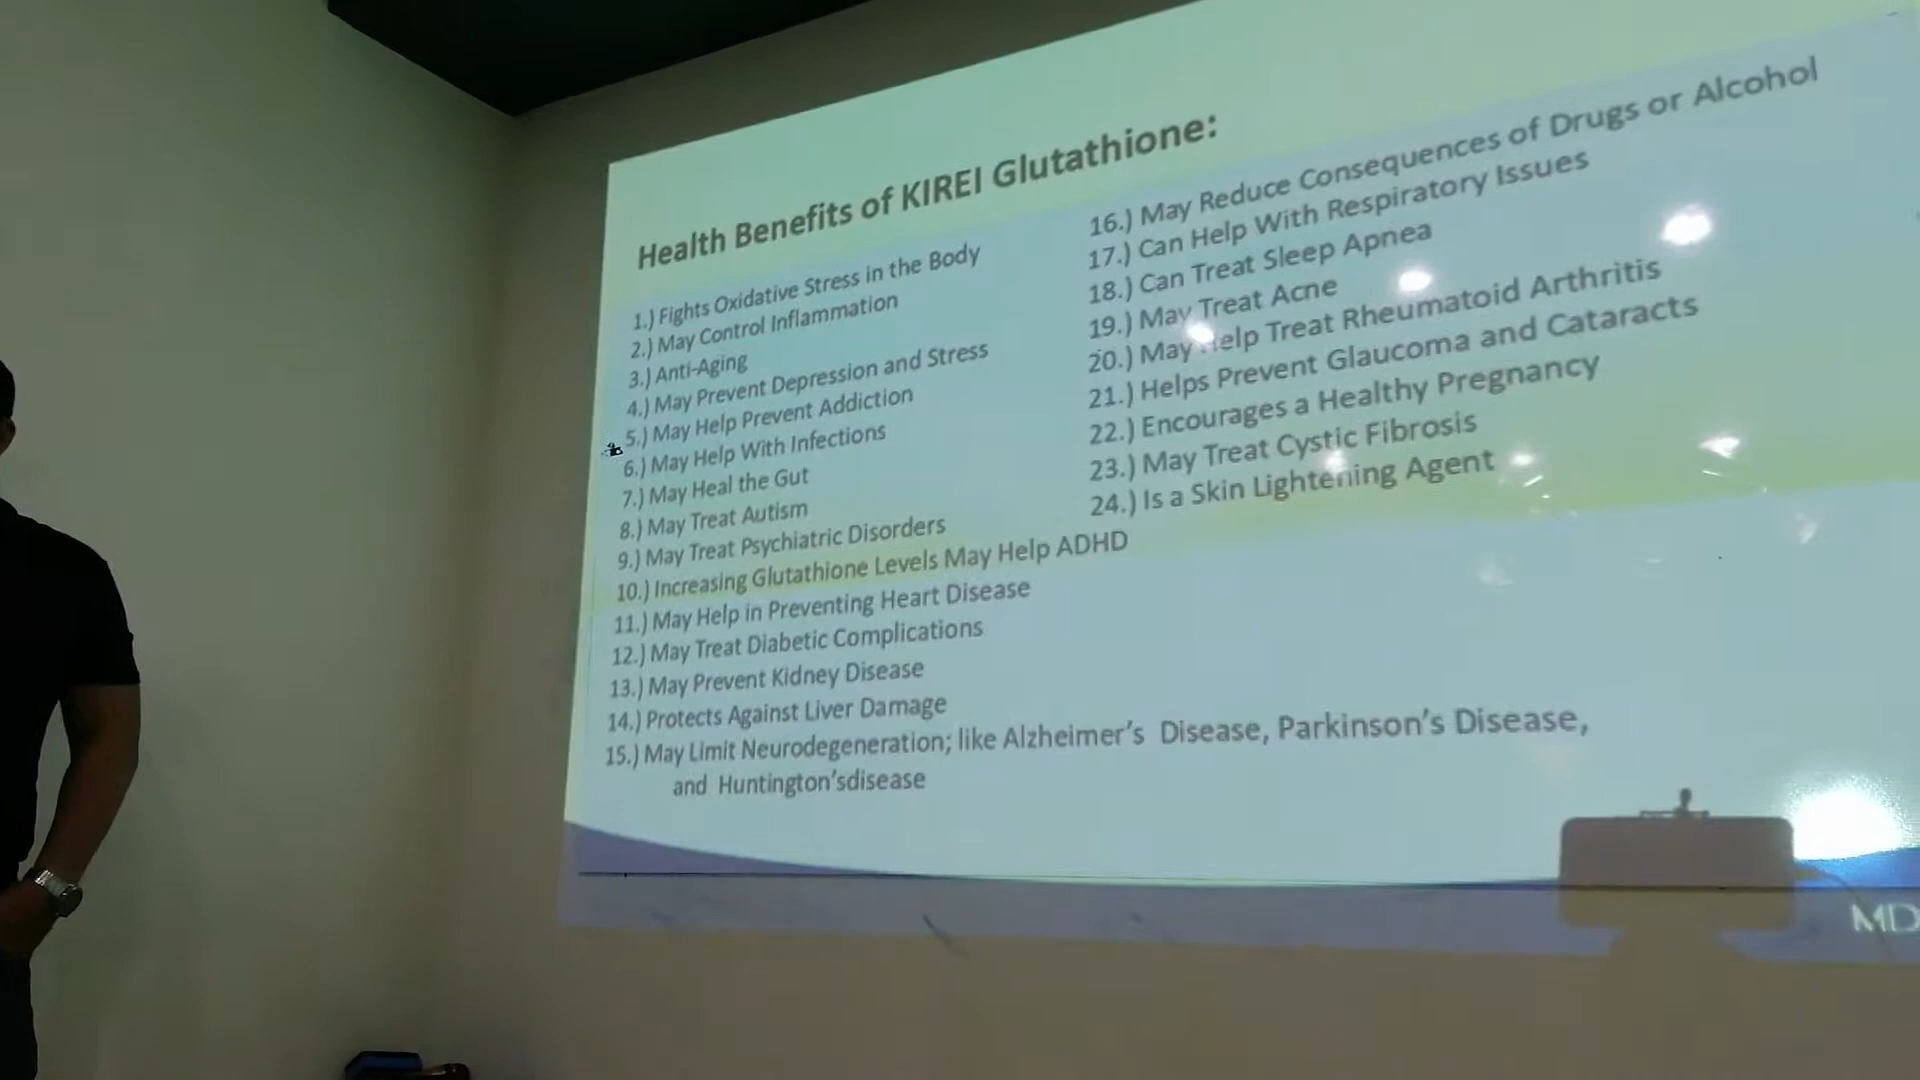 Health Benefits of KIREI Glutathione:
1.) Fights Oxidative Stress in the Body
2.) May Control Inflammation
3.) Anti-Aging
4.) May Prevent Depression and Stress
5.) May Help Prevent Addiction
6.) May Help With Infections
7.) May Heal the Gut
8.) May Treat Autism
9.) May Treat Psychiatric Disorders
10.) Increasing Glutathione Levels May Help ADHD
11.) May Help in Preventing Heart Disease
12.) May Treat Diabetic Complications
13.) May Prevent Kidney Disease
14.) Protects Against Liver Damage
15.) May Limit Neurodegeneration; like Alzheimer's Disease, Parkinson's Disease,
and Huntington'sdisease
16.) May Reduce Consequences of Drugs or Alcohol
17.) Can Help With Respiratory Issues
18.) Can Treat Sleep Apnea
19.) May Treat Acne
20.) May Help Treat Rheumatoid Arthritis
21.) Helps Prevent Glaucoma and Cataracts
22.) Encourages a Healthy Pregnancy
23.) May Treat Cystic Fibrosis
24.) Is a Skin Lightening Agent
MD